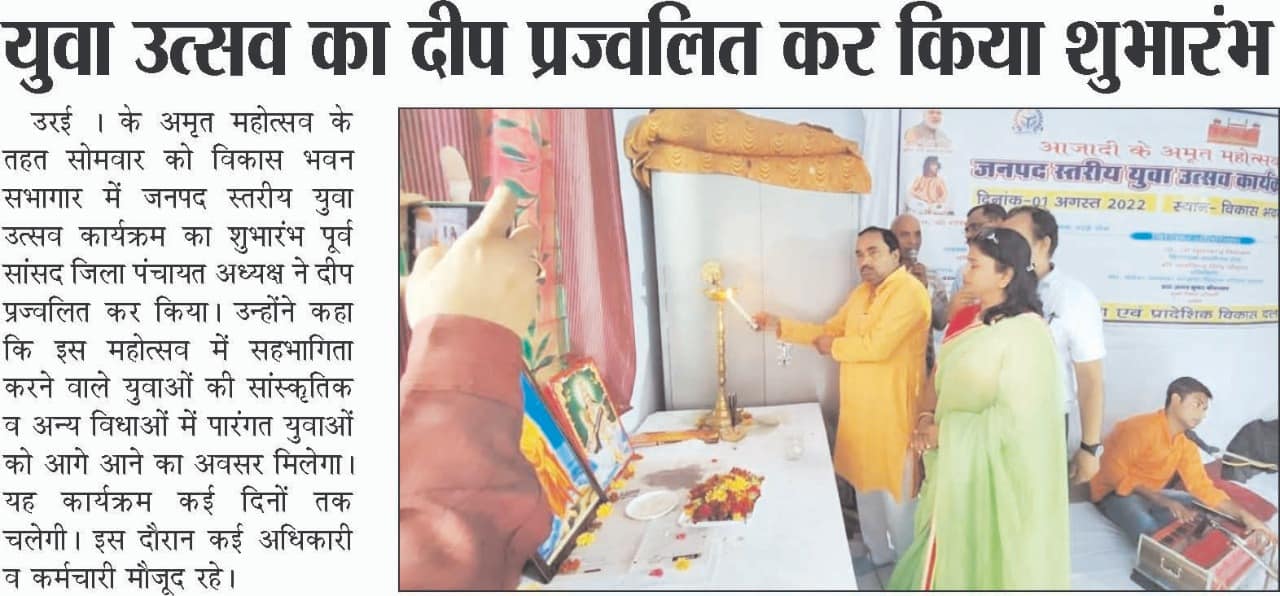 युवा उत्सव का दीप प्रज्वलित कर किया शुभारंभ
उरई । के अमृत महोत्सव के
तहत सोमवार को विकास भवन
सभागार में जनपद स्तरीय युवा
उत्सव कार्यक्रम का शुभारंभ पूर्व
सांसद जिला पंचायत अध्यक्ष ने दीप
प्रज्वलित कर किया। उन्होंने कहा
कि इस महोत्सव में सहभागिता
करने वाले युवाओं की सांस्कृतिक
व अन्य विधाओं में पारंगत युवाओं
को आगे आने का अवसर मिलेगा।
यह कार्यक्रम कई दिनों तक
चलेगी। इस दौरान कई अधिकारी
व कर्मचारी मौजूद रहे।
आजादी के अमृत महोत्सव
जनपद स्तरीय युवा उत्सव
दिनांक-01 अगस्त 2022 स्थान- विकास
एवं प्रादेशिक विकास दल